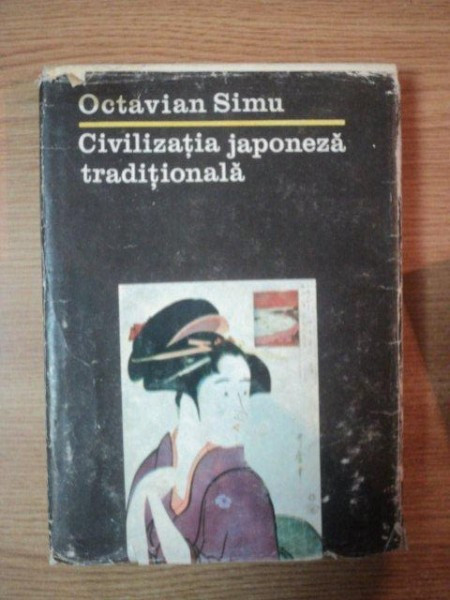 Octavian Simu
Civilizația japoneză
tradițională